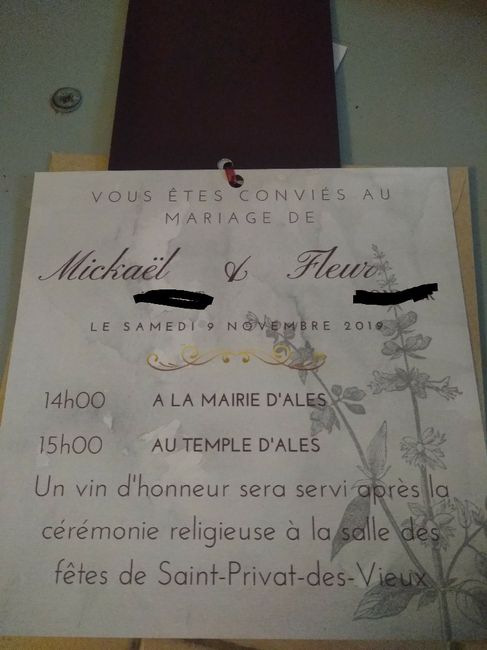 VOUS ÊTES CONVIÉS AU
MARIAGE DE
Mickaël & Fleur
LE SAMEDI 9 NOVEMBRE 2019
14h00 A LA MAIRIE D'ALES
15h00 AU TEMPLE D'ALES
Un vin d'honneur sera servi après la
cérémonie religieuse à la salle des
fêtes de Saint-Privat-des-Vieux